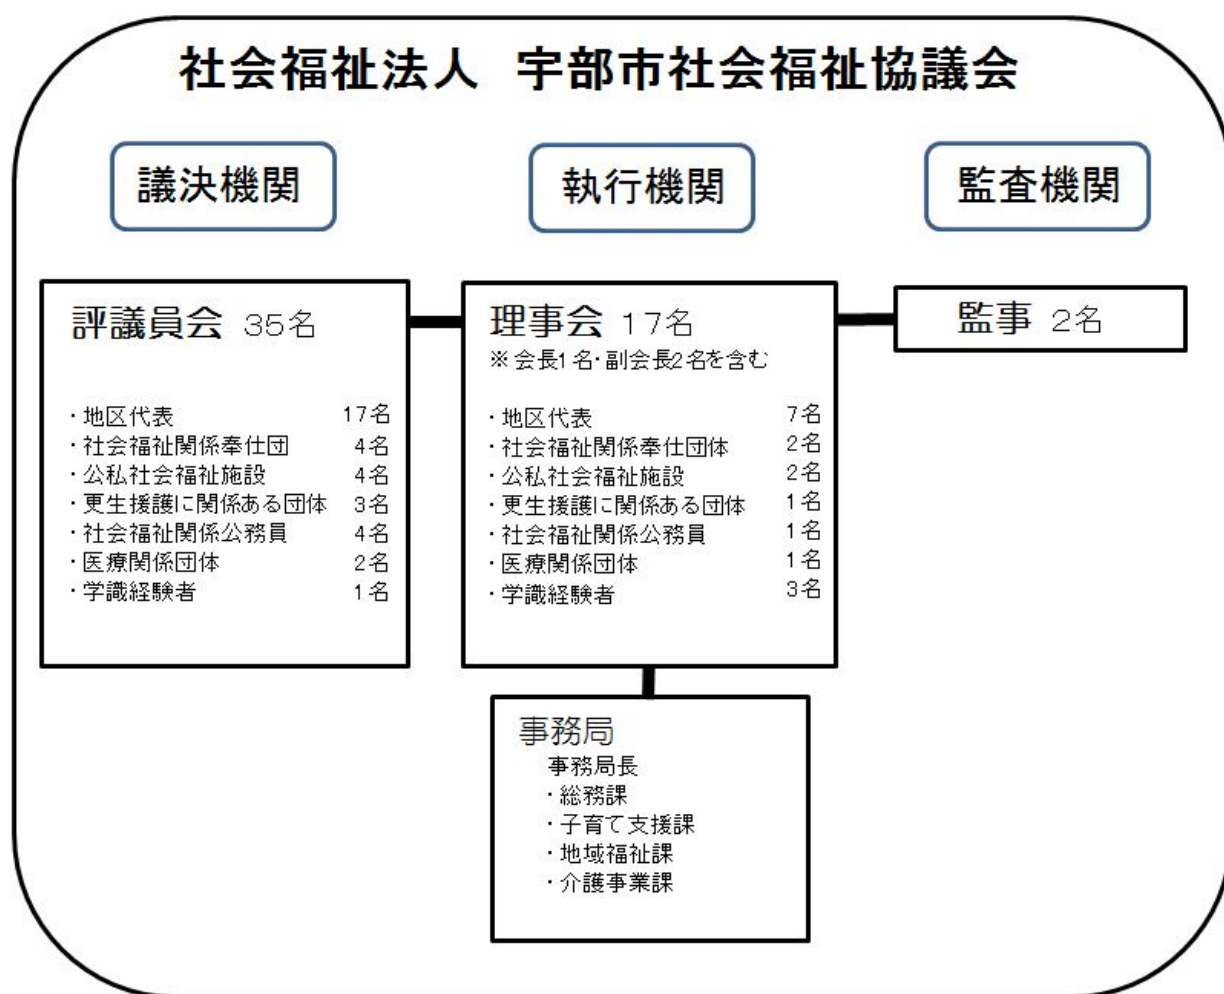 社会福祉法人　宇部市社会福祉協議会
議決機関
執行機関
監査機関
評議員会 35名
・地区代表 17名
・社会福祉関係奉仕団 4名
・公私社会福祉施設 4名
・更生援護に関係ある団体 3名
・社会福祉関係公務員 4名
・医療関係団体 2名
・学識経験者 1名
理事会 17名
※会長1名・副会長2名を含む
・地区代表 7名
・社会福祉関係奉仕団体 2名
・公私社会福祉施設 2名
・更生援護に関係ある団体 1名
・社会福祉関係公務員 1名
・医療関係団体 1名
・学識経験者 3名
監事 2名
事務局
事務局長
・総務課
・子育て支援課
・地域福祉課
・介護事業課